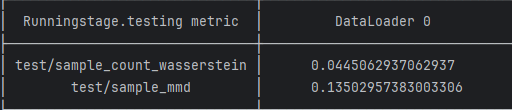 Runningstage.testing metric DataLoader 0
test/sample_count_wasserstein 0.0445062937062937
test/sample_mmd 0.13502957383003306